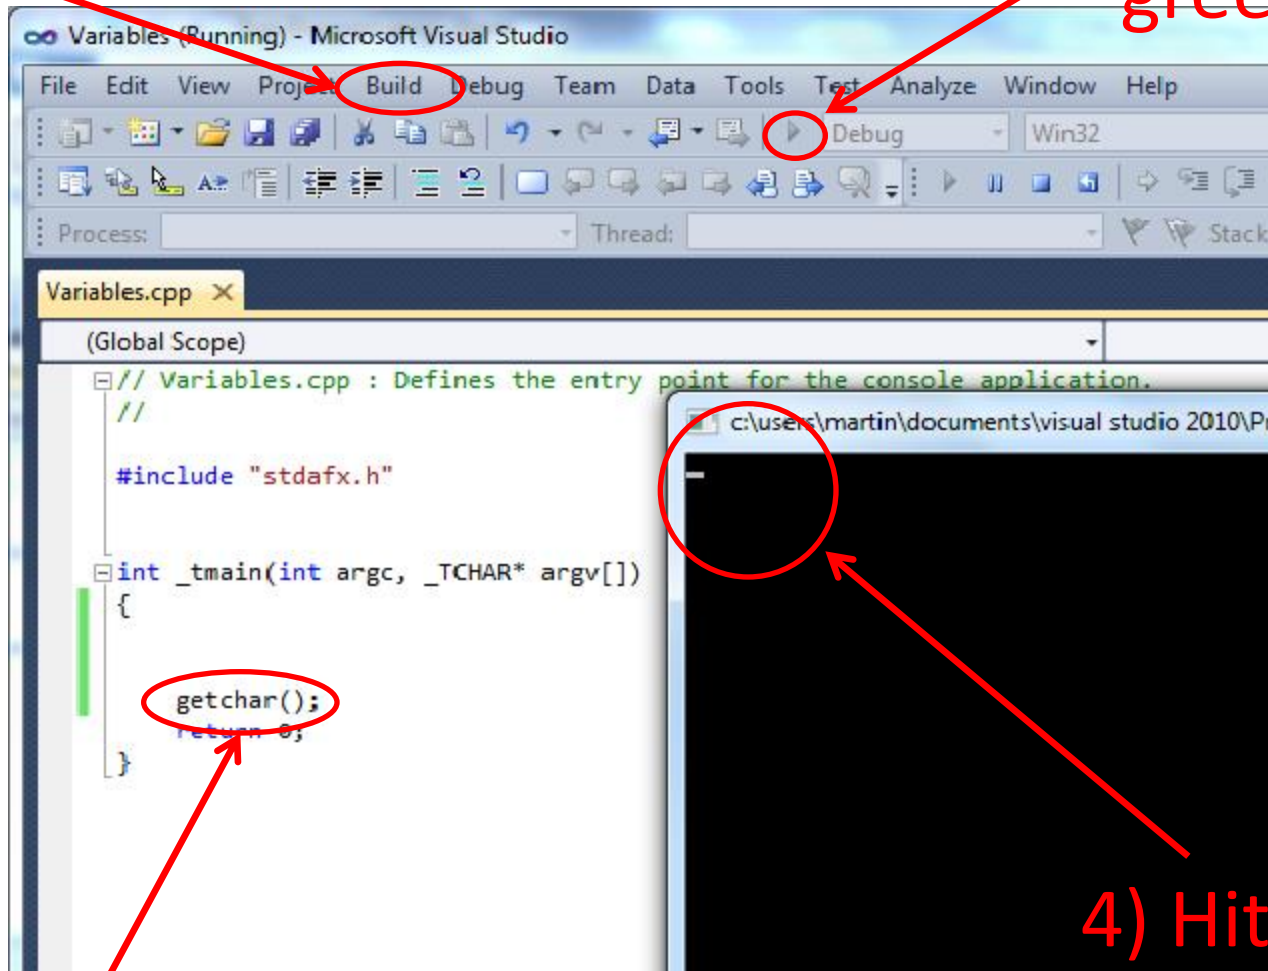 gree
Variables (Running) - Microsoft Visual Studio
File Edit View Project Build Debug Team Data Tools Test Analyze Window Help
Debug Win32
Process: Thread: Stack
Variables.cpp
(Global Scope)
// Variables.cpp : Defines the entry point for the console application.
//
c:\users\martin\documents\visual studio 2010\Pr
#include "stdafx.h"
int _tmain(int argc, _TCHAR* argv[])
{
getchar();
return 0;
}
4) Hit